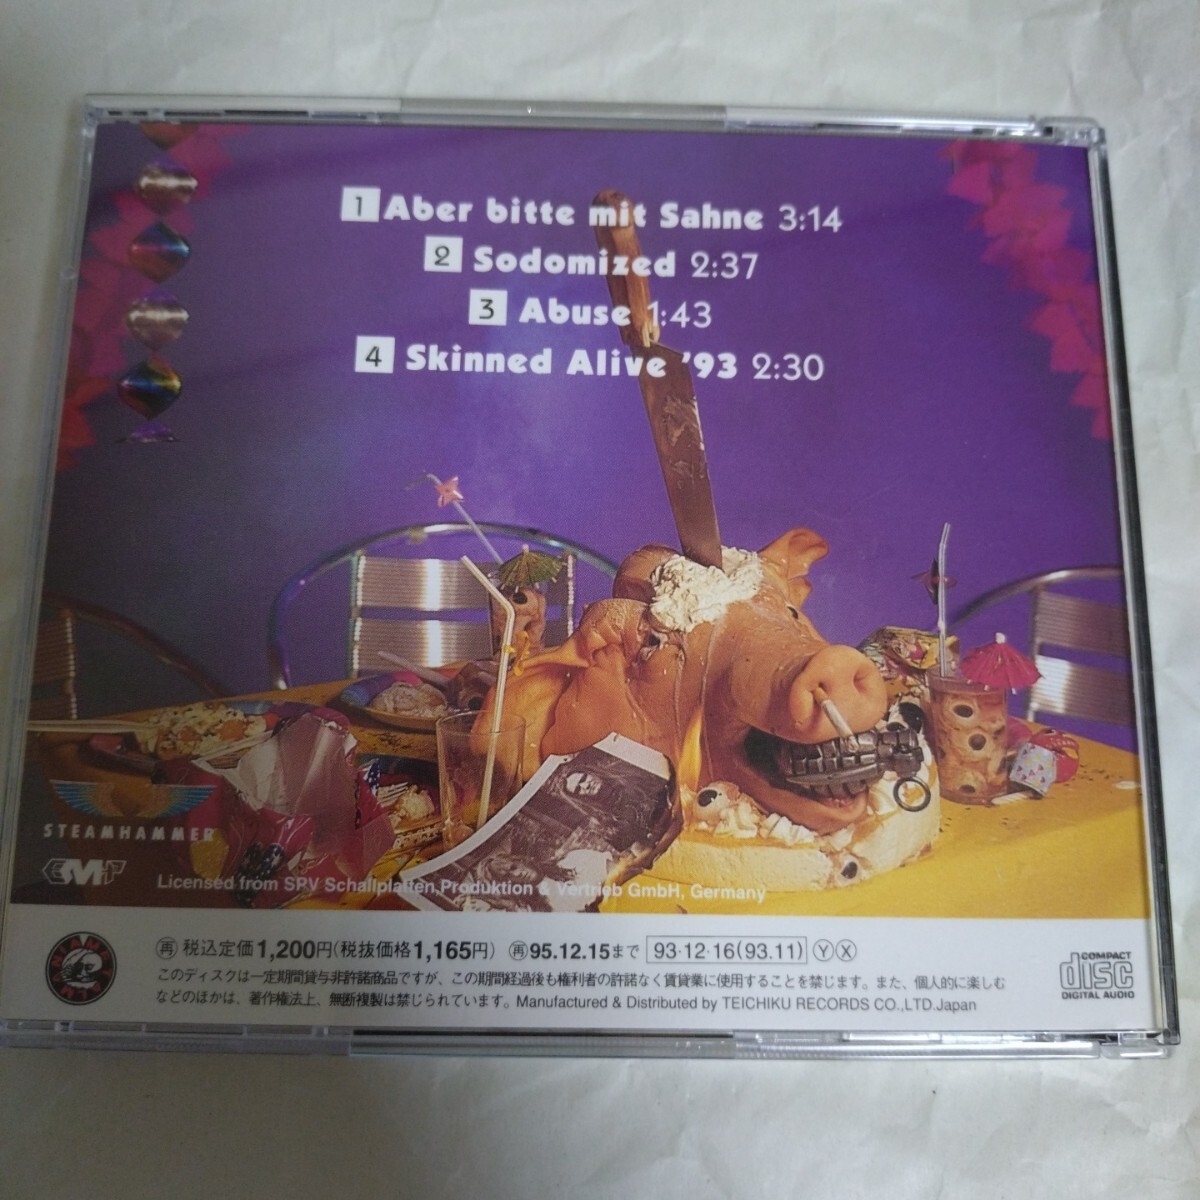 1 Aber bitte mit Sahne 3:14
2 Sodomized 2:37
3 Abuse 1:43
4 Skinned Alive '93 2:30
STEAMHAMMER
Licensed from SPV Schallplatten Produktion & Vertrieb GmbH, Germany
再 税込定価1,200円(税抜価格1,165円) 再95.12.15まで 93・12・16(93.11) Y X
このディスクは一定期間貸与非許諾商品ですが、この期間経過後も権利者の許諾なく賃貸業に使用することを禁じます。また、個人的に楽しむ
などのほかは、著作権法上、無断複製は禁じられています。Manufactured & Distributed by TEICHIKU RECORDS CO.,LTD.Japan
COMPACT
disc
DIGITAL AUDIO